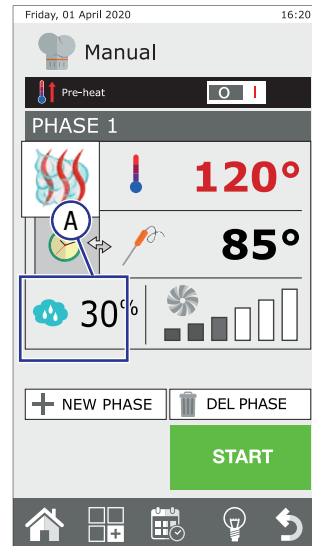 Friday, 01 April 2020 16:20
Manual
Pre-heat O I
PHASE 1
120°
A
85°
30%
NEW PHASE DEL PHASE
START